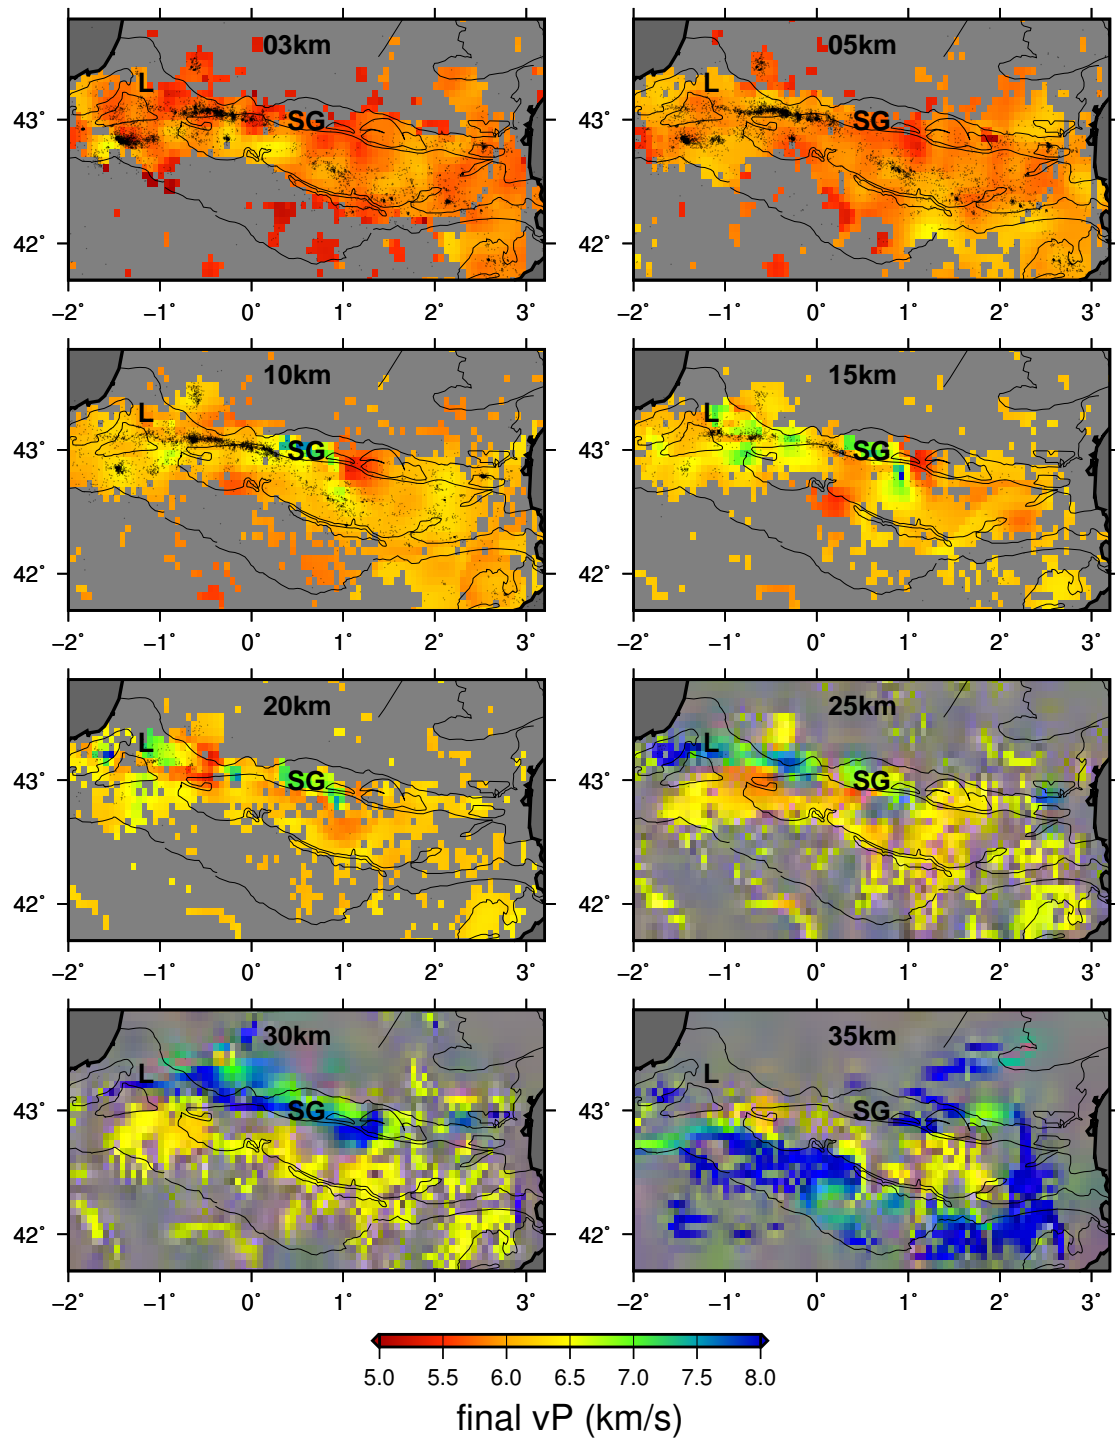 03km
L
SG
43°
42°
−2˚ −1˚ 0˚ 1˚ 2˚ 3˚
05km
L
SG
43˚
42˚
−2˚ −1˚ 0˚ 1˚ 2˚ 3˚
10km
L
SG
43˚
42˚
−2˚ −1˚ 0˚ 1˚ 2˚ 3˚
15km
L
SG
43˚
42˚
−2˚ −1˚ 0˚ 1˚ 2˚ 3˚
20km
L
SG
43˚
42˚
−2˚ −1˚ 0˚ 1˚ 2˚ 3˚
25km
L
SG
43˚
42˚
−2˚ −1˚ 0˚ 1˚ 2˚ 3˚
30km
L
SG
43˚
42˚
−2˚ −1˚ 0˚ 1˚ 2˚ 3˚
35km
L
SG
43˚
42˚
−2˚ −1˚ 0˚ 1˚ 2˚ 3˚
5.0 5.5 6.0 6.5 7.0 7.5 8.0
final vP (km/s)